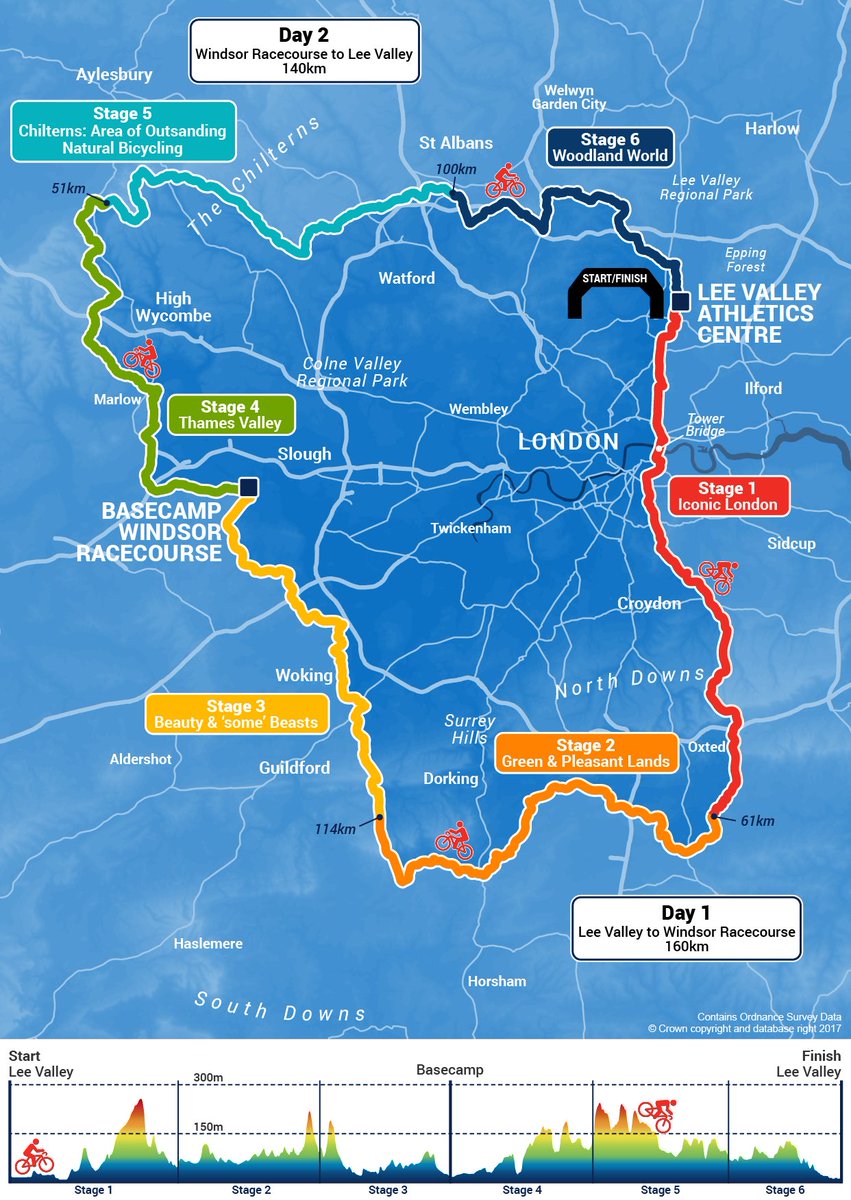 Day 2
Windsor Racecourse to Lee Valley
140km
Aylesbury
Welwyn
Garden City
Stage 5
Chilterns: Area of Outsanding
Natural Bicycling
The Chilterns
St Albans
Stage 6
Woodland World
Harlow
51km
100km
Lee Valley
Regional Park
Epping
Forest
Watford
START/FINISH
LEE VALLEY
ATHLETICS
CENTRE
High
Wycombe
Colne Valley
Regional Park
Marlow
Stage 4
Thames Valley
Wembley
Ilford
Tower
Bridge
LONDON
Slough
Stage 1
Iconic London
BASECAMP
WINDSOR
RACECOURSE
Twickenham
Sidcup
Croydon
North Downs
Woking
Stage 3
Beauty & ‘some’ Beasts
Surrey
Hills
Stage 2
Green & Pleasant Lands
Oxted
Aldershot
Guildford
Dorking
114km
61km
Day 1
Lee Valley to Windsor Racecourse
160km
Haslemere
Horsham
South Downs
Contains Ordnance Survey Data
© Crown copyright and database right 2017
Start
Lee Valley
Basecamp
Finish
Lee Valley
300m
150m
Stage 1
Stage 2
Stage 3
Stage 4
Stage 5
Stage 6